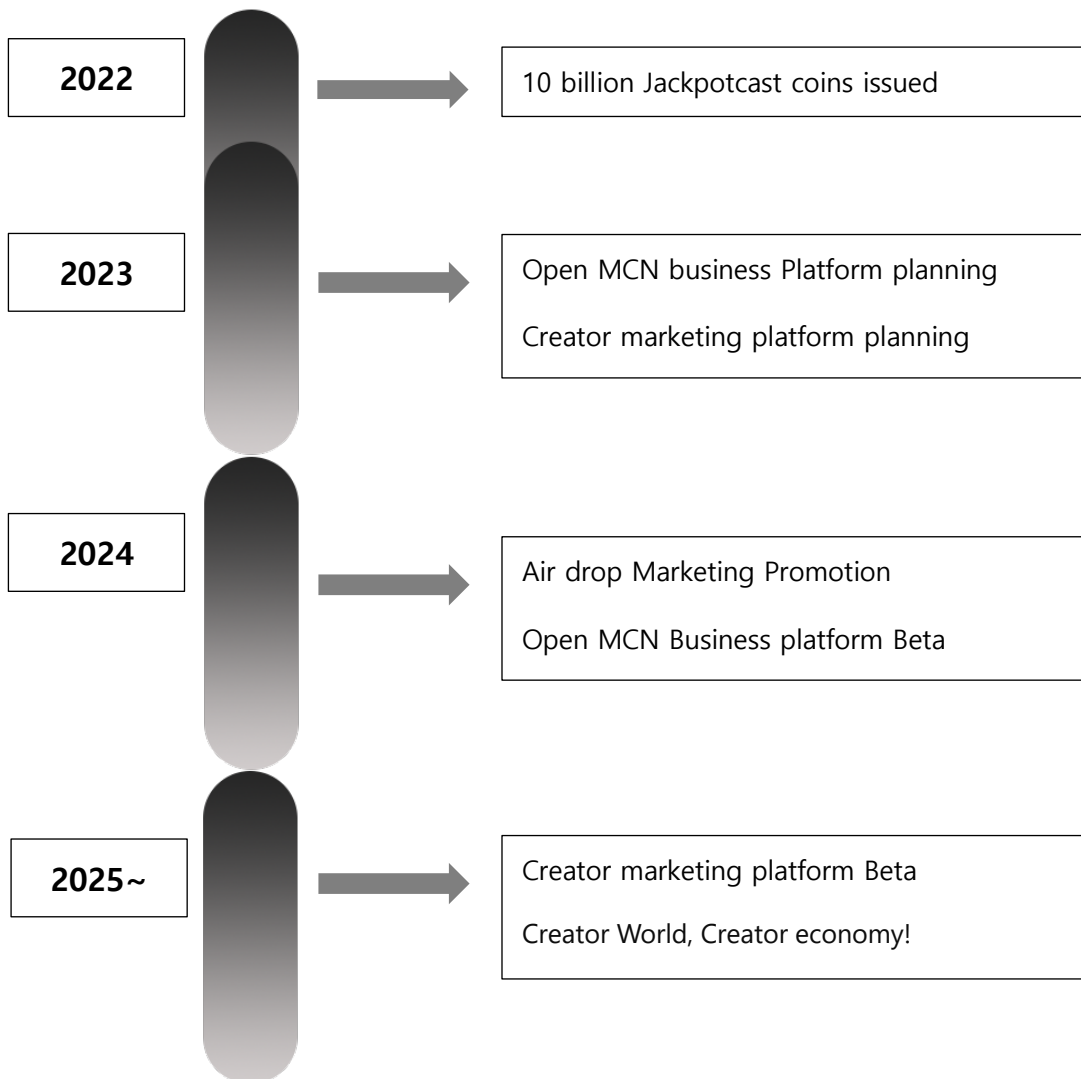 2022
10 billion Jackpotcast coins issued
2023
Open MCN business Platform planning
Creator marketing platform planning
2024
Air drop Marketing Promotion
Open MCN Business platform Beta
2025~
Creator marketing platform Beta
Creator World, Creator economy!